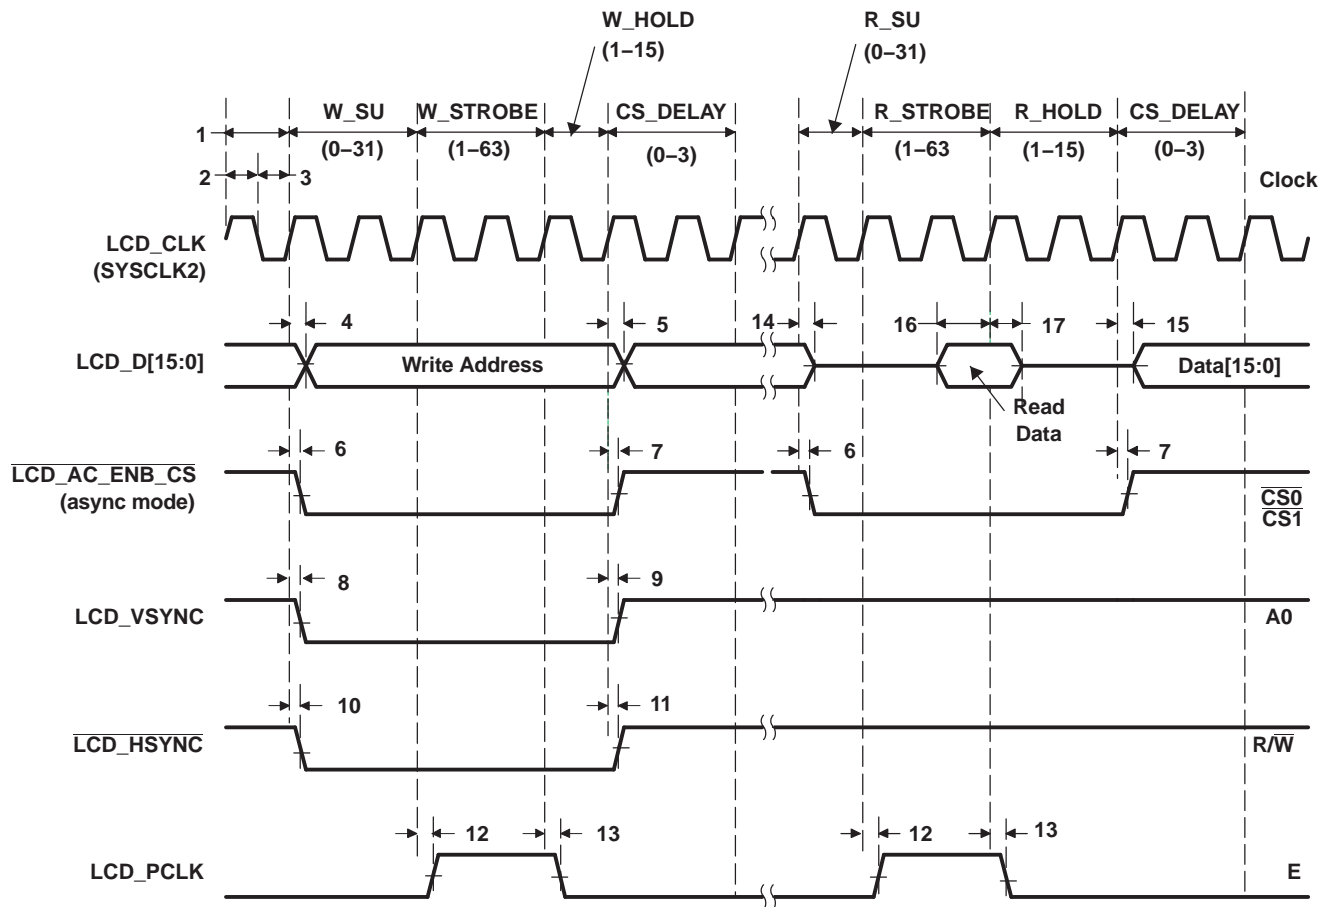 W_HOLD
(1–15)
R_SU
(0–31)
W_SU
W_STROBE
CS_DELAY
R_STROBE
R_HOLD
CS_DELAY
1
(0–31)
(1–63)
(0–3)
(1–63
(1–15)
(0–3)
2
3
Clock
LCD_CLK
(SYSCLK2)
4
5
14
16
17
15
LCD_D[15:0]
Write Address
Data[15:0]
Read
Data
6
7
6
7
LCD_AC_ENB_CS
(async mode)
CS0
CS1
8
9
LCD_VSYNC
A0
10
11
LCD_HSYNC
R/W
12
13
12
13
LCD_PCLK
E